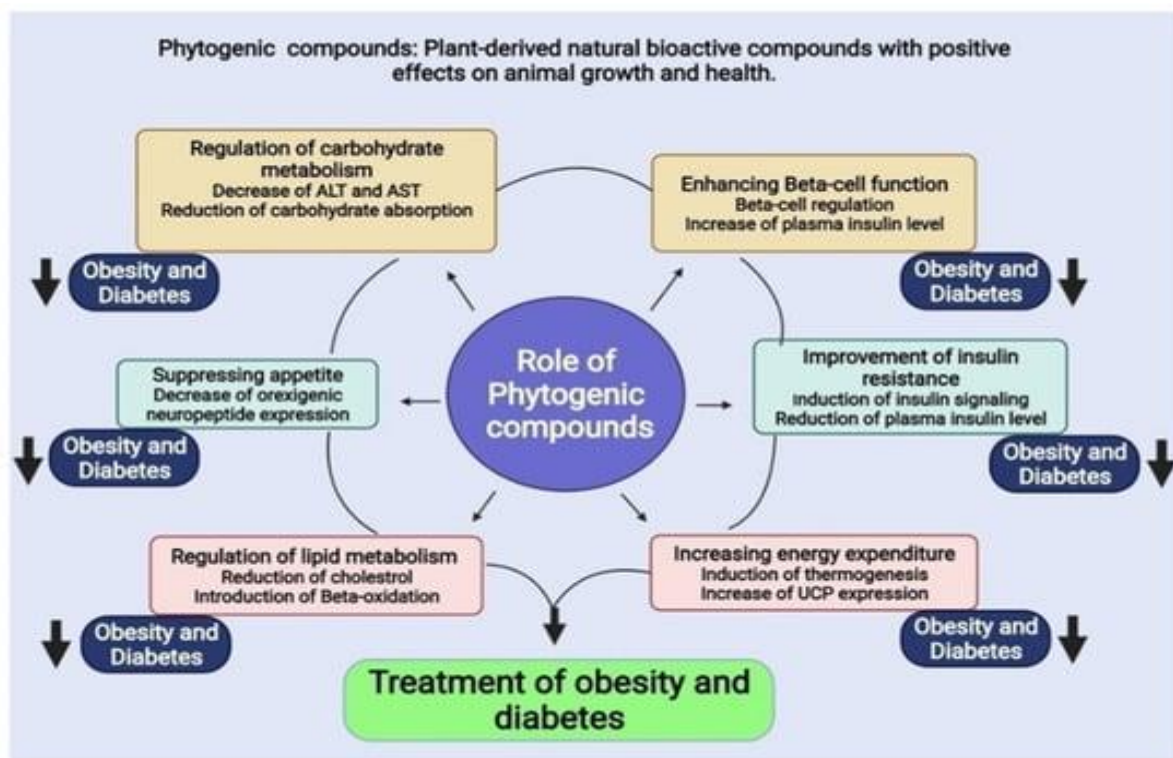 Phytogenic compounds: Plant-derived natural bioactive compounds with positive
effects on animal growth and health.
Regulation of carbohydrate
metabolism
Decrease of ALT and AST
Reduction of carbohydrate absorption
Obesity and
Diabetes
Enhancing Beta-cell function
Beta-cell regulation
Increase of plasma insulin level
Obesity and
Diabetes
Role of
Phytogenic
compounds
Suppressing appetite
Decrease of orexigenic
neuropeptide expression
Obesity and
Diabetes
Improvement of insulin
resistance
Induction of insulin signaling
Reduction of plasma insulin level
Obesity and
Diabetes
Regulation of lipid metabolism
Reduction of cholestrol
Introduction of Beta-oxidation
Obesity and
Diabetes
Increasing energy expenditure
Induction of thermogenesis
Increase of UCP expression
Obesity and
Diabetes
Treatment of obesity and
diabetes